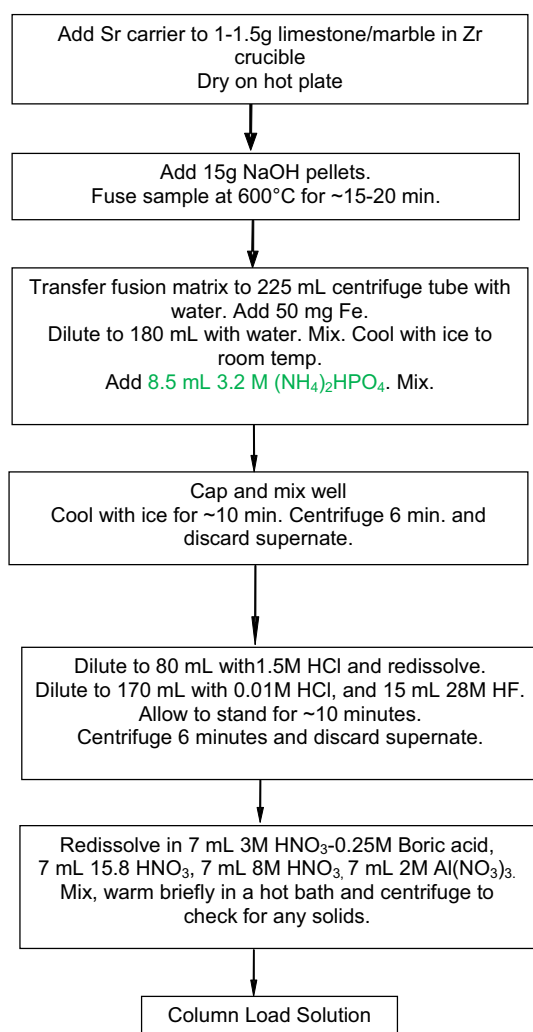 Add Sr carrier to 1-1.5g limestone/marble in Zr
crucible
Dry on hot plate
Add 15g NaOH pellets.
Fuse sample at 600°C for ~15-20 min.
Transfer fusion matrix to 225 mL centrifuge tube with
water. Add 50 mg Fe.
Dilute to 180 mL with water. Mix. Cool with ice to
room temp.
Add 8.5 mL 3.2 M (NH₄)₂HPO₄. Mix.
Cap and mix well
Cool with ice for ~10 min. Centrifuge 6 min. and
discard supernate.
Dilute to 80 mL with1.5M HCl and redissolve.
Dilute to 170 mL with 0.01M HCl, and 15 mL 28M HF.
Allow to stand for ~10 minutes.
Centrifuge 6 minutes and discard supernate.
Redissolve in 7 mL 3M HNO₃-0.25M Boric acid,
7 mL 15.8 HNO₃, 7 mL 8M HNO₃, 7 mL 2M Al(NO₃)₃.
Mix, warm briefly in a hot bath and centrifuge to
check for any solids.
Column Load Solution